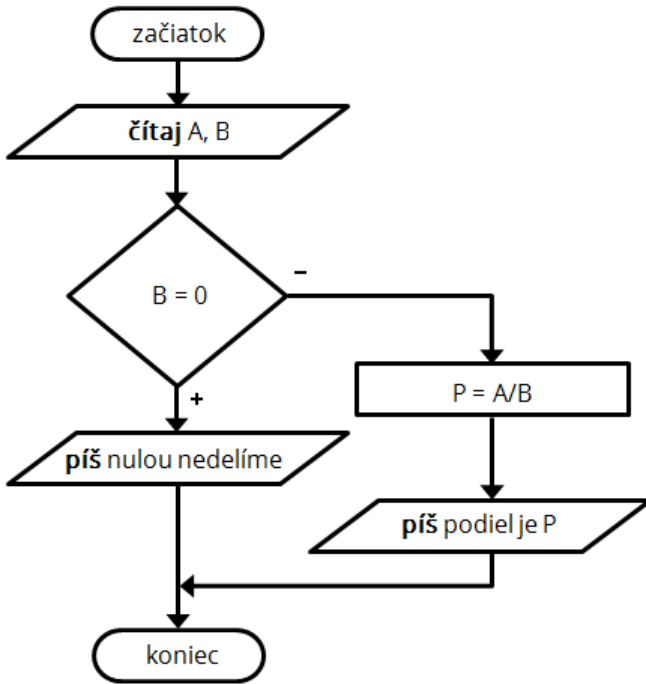 začiatok
čítaj A, B
B = 0
–
+
P = A/B
píš nulou nedelíme
píš podiel je P
koniec